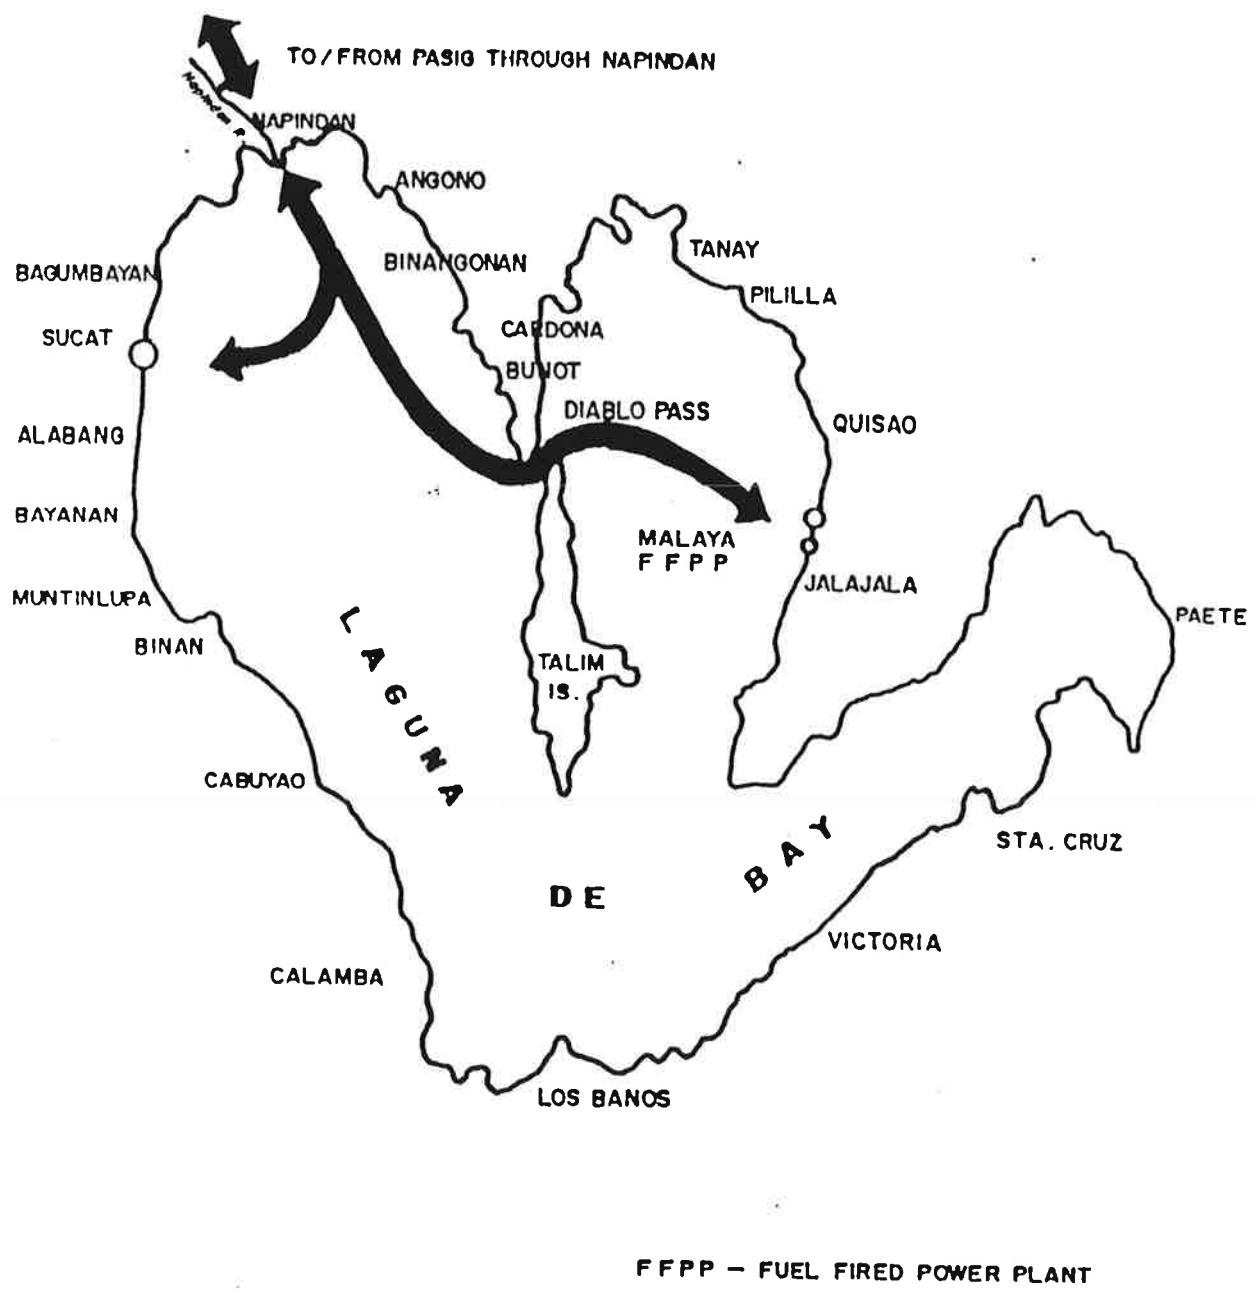 TO/FROM PASIG THROUGH NAPINDAN
Napindan R.
NAPINDAN
ANGONO
TANAY
BINANGONAN
BAGUMBAYAN
PILILLA
SUCAT
CARDONA
BUNOT
DIABLO PASS
QUISAO
ALABANG
BAYANAN
MALAYA
FFPP
JALAJALA
MUNTINLUPA
PAETE
BINAN
TALIM
IS.
LAGUNA
CABUYAO
STA. CRUZ
BAY
DE
VICTORIA
CALAMBA
LOS BANOS
FFPP – FUEL FIRED POWER PLANT